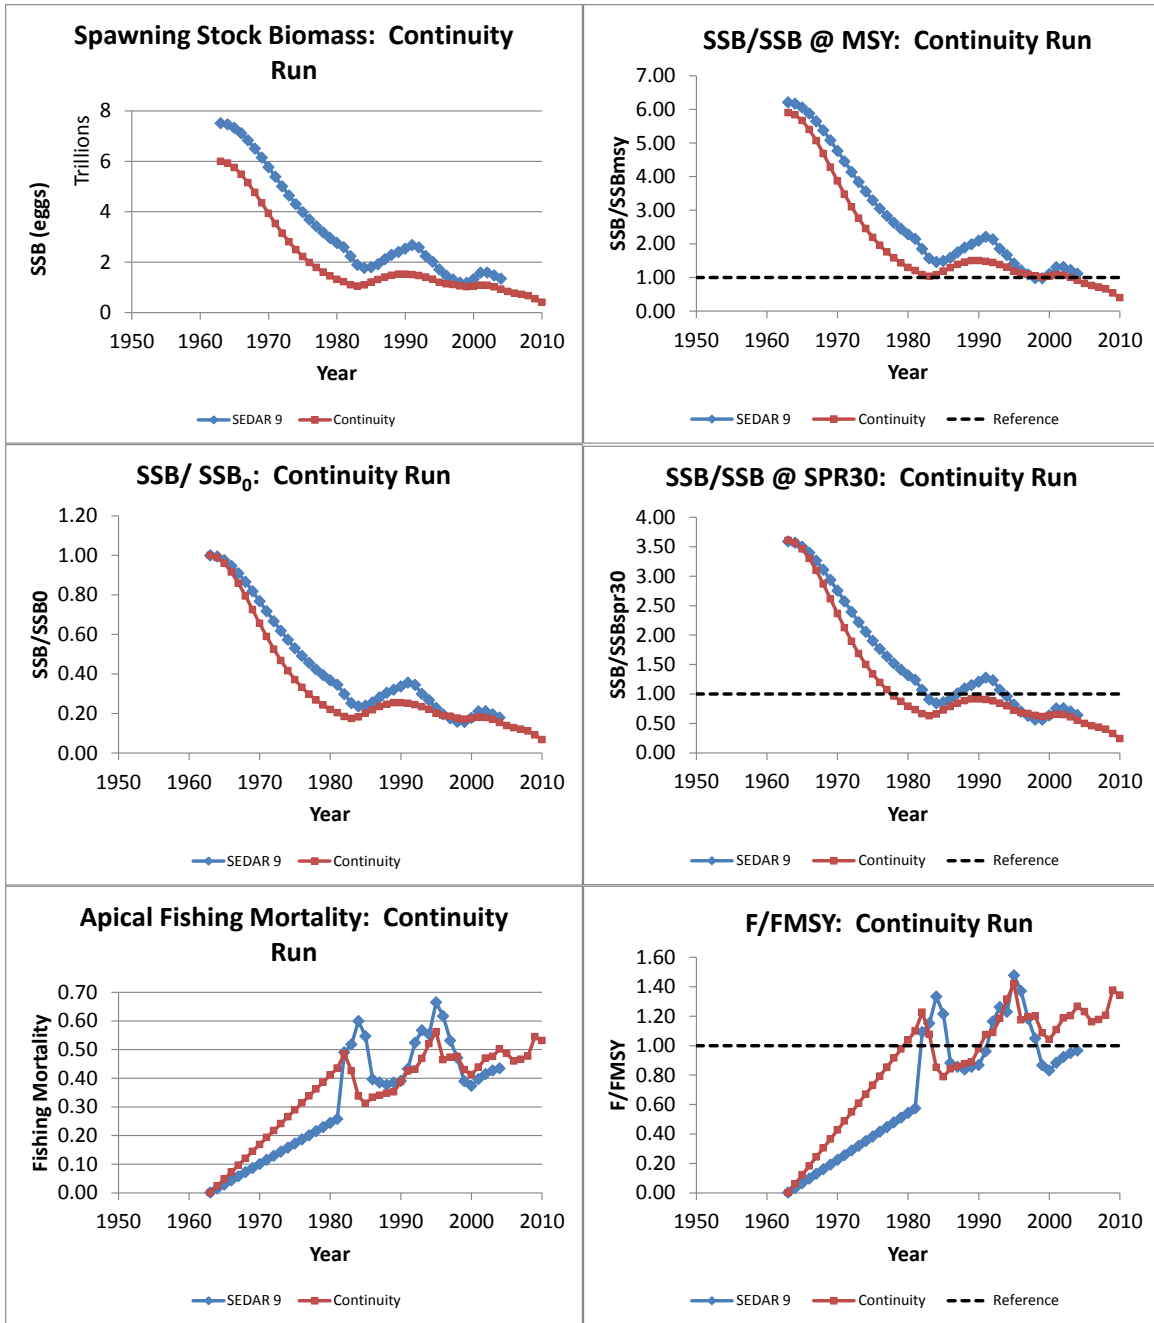 Spawning Stock Biomass: Continuity
Run
SSB (eggs)
Trillions
8
6
4
2
0
1950 1960 1970 1980 1990 2000 2010
Year
SEDAR 9 Continuity
SSB/SSB @ MSY: Continuity Run
SSB/SSBmsy
7.00
6.00
5.00
4.00
3.00
2.00
1.00
0.00
1950 1960 1970 1980 1990 2000 2010
Year
SEDAR 9 Continuity Reference
SSB/ SSB₀: Continuity Run
SSB/SSB0
1.20
1.00
0.80
0.60
0.40
0.20
0.00
1950 1960 1970 1980 1990 2000 2010
Year
SEDAR 9 Continuity
SSB/SSB @ SPR30: Continuity Run
SSB/SSBspr30
4.00
3.50
3.00
2.50
2.00
1.50
1.00
0.50
0.00
1950 1960 1970 1980 1990 2000 2010
Year
SEDAR 9 Continuity Reference
Apical Fishing Mortality: Continuity
Run
Fishing Mortality
0.70
0.60
0.50
0.40
0.30
0.20
0.10
0.00
1950 1960 1970 1980 1990 2000 2010
Year
SEDAR 9 Continuity
F/FMSY: Continuity Run
F/FMSY
1.60
1.40
1.20
1.00
0.80
0.60
0.40
0.20
0.00
1950 1960 1970 1980 1990 2000 2010
Year
SEDAR 9 Continuity Reference